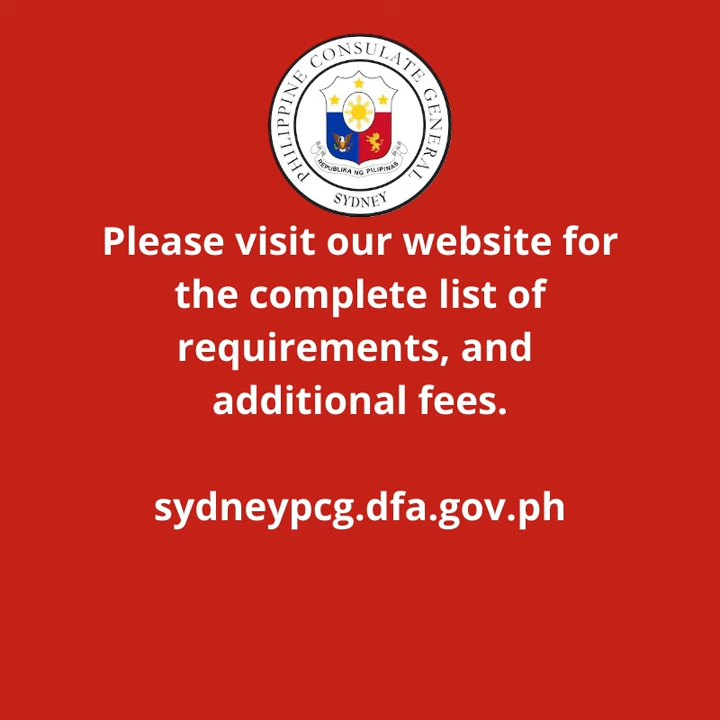 PHILIPPINE CONSULATE GENERAL
REPUBLIKA NG PILIPINAS
SYDNEY
Please visit our website for
the complete list of
requirements, and
additional fees.
sydneypcg.dfa.gov.ph